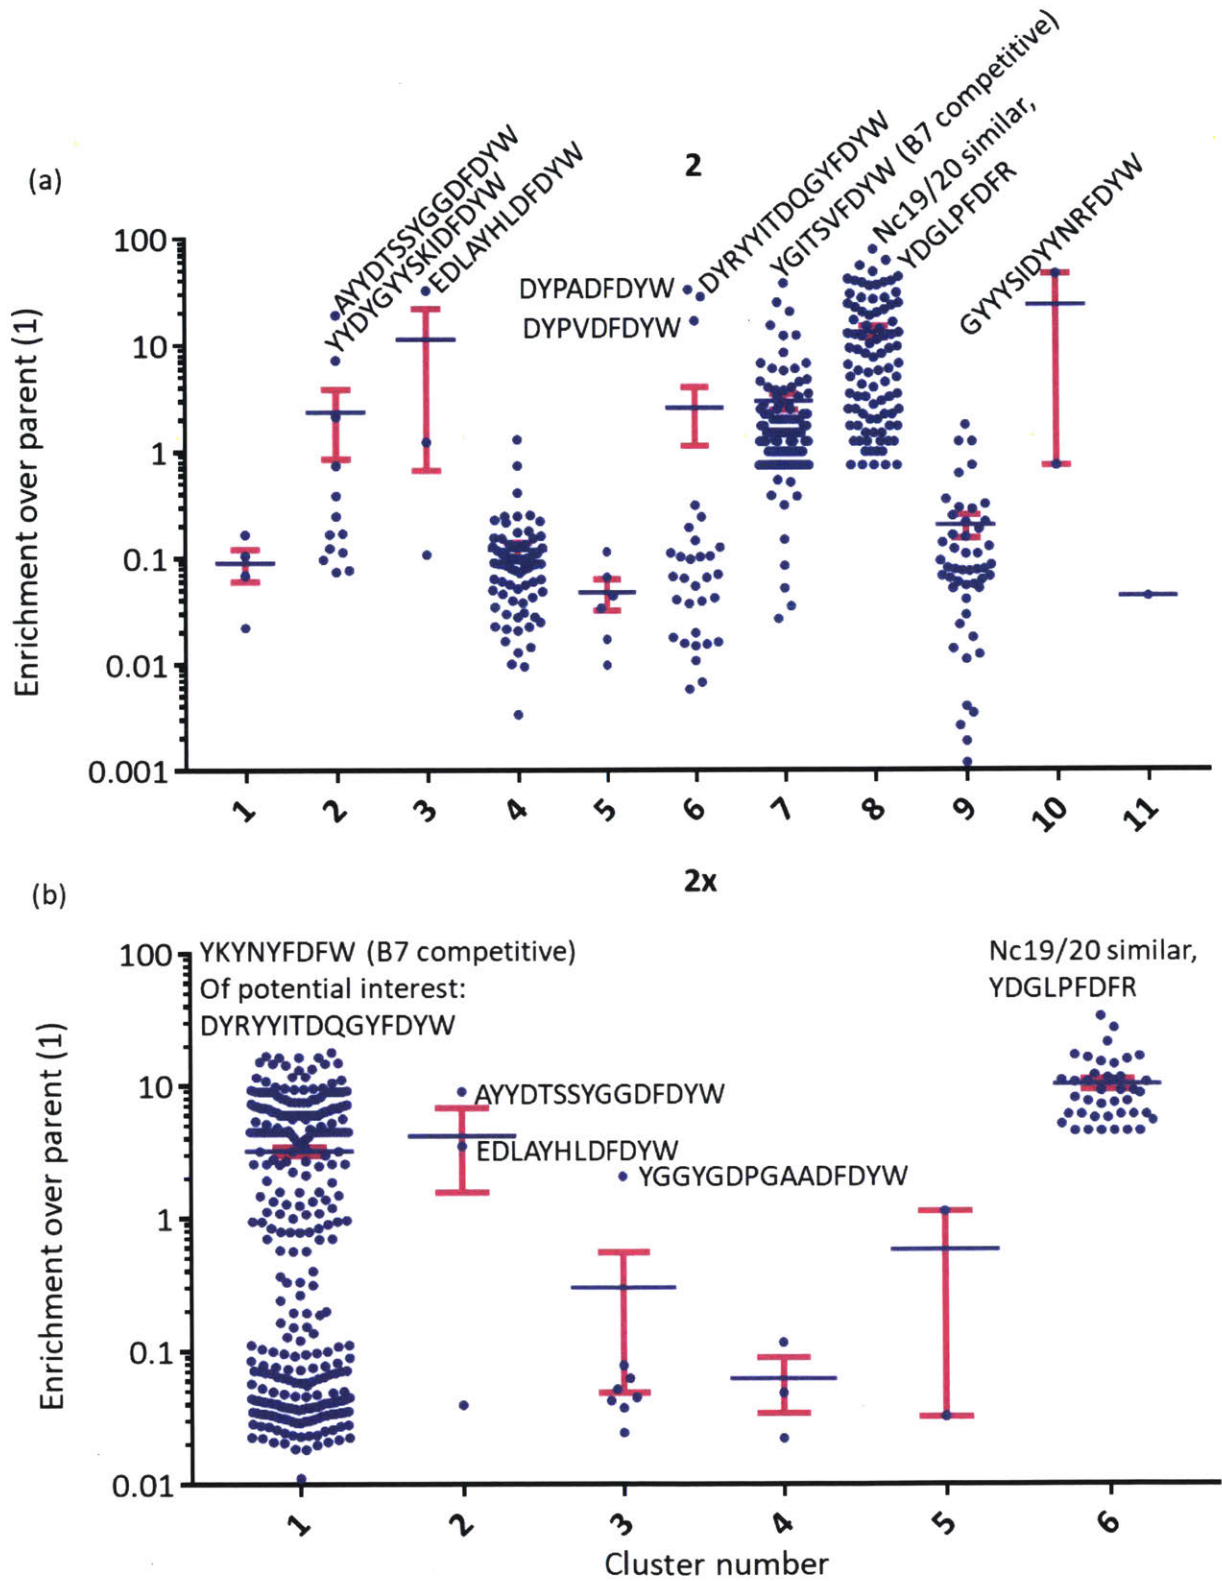 (a)
2
AYYDTSSYGGDFDYW
YYDYGYYSKIDFDYW
EDLAYHLDFDYW
DYPADFDYW
DYPVDFDYW
DYRYYITDQGYFDYW
YGITSVFDYW (B7 competitive)
Nc19/20 similar,
YDGLPFDFR
GYYYSIDYYNRFDYW
Enrichment over parent (1)
100
10
1
0.1
0.01
0.001
1 2 3 4 5 6 7 8 9 10 11
(b)
2x
YKYNYFDFW (B7 competitive)
Of potential interest:
DYRYYITDQGYFDYW
AYYDTSSYGGDFDYW
EDLAYHLDFDYW
YGGYGDPGAADFDYW
Nc19/20 similar,
YDGLPFDFR
Enrichment over parent (1)
100
10
1
0.1
0.01
1 2 3 4 5 6
Cluster number